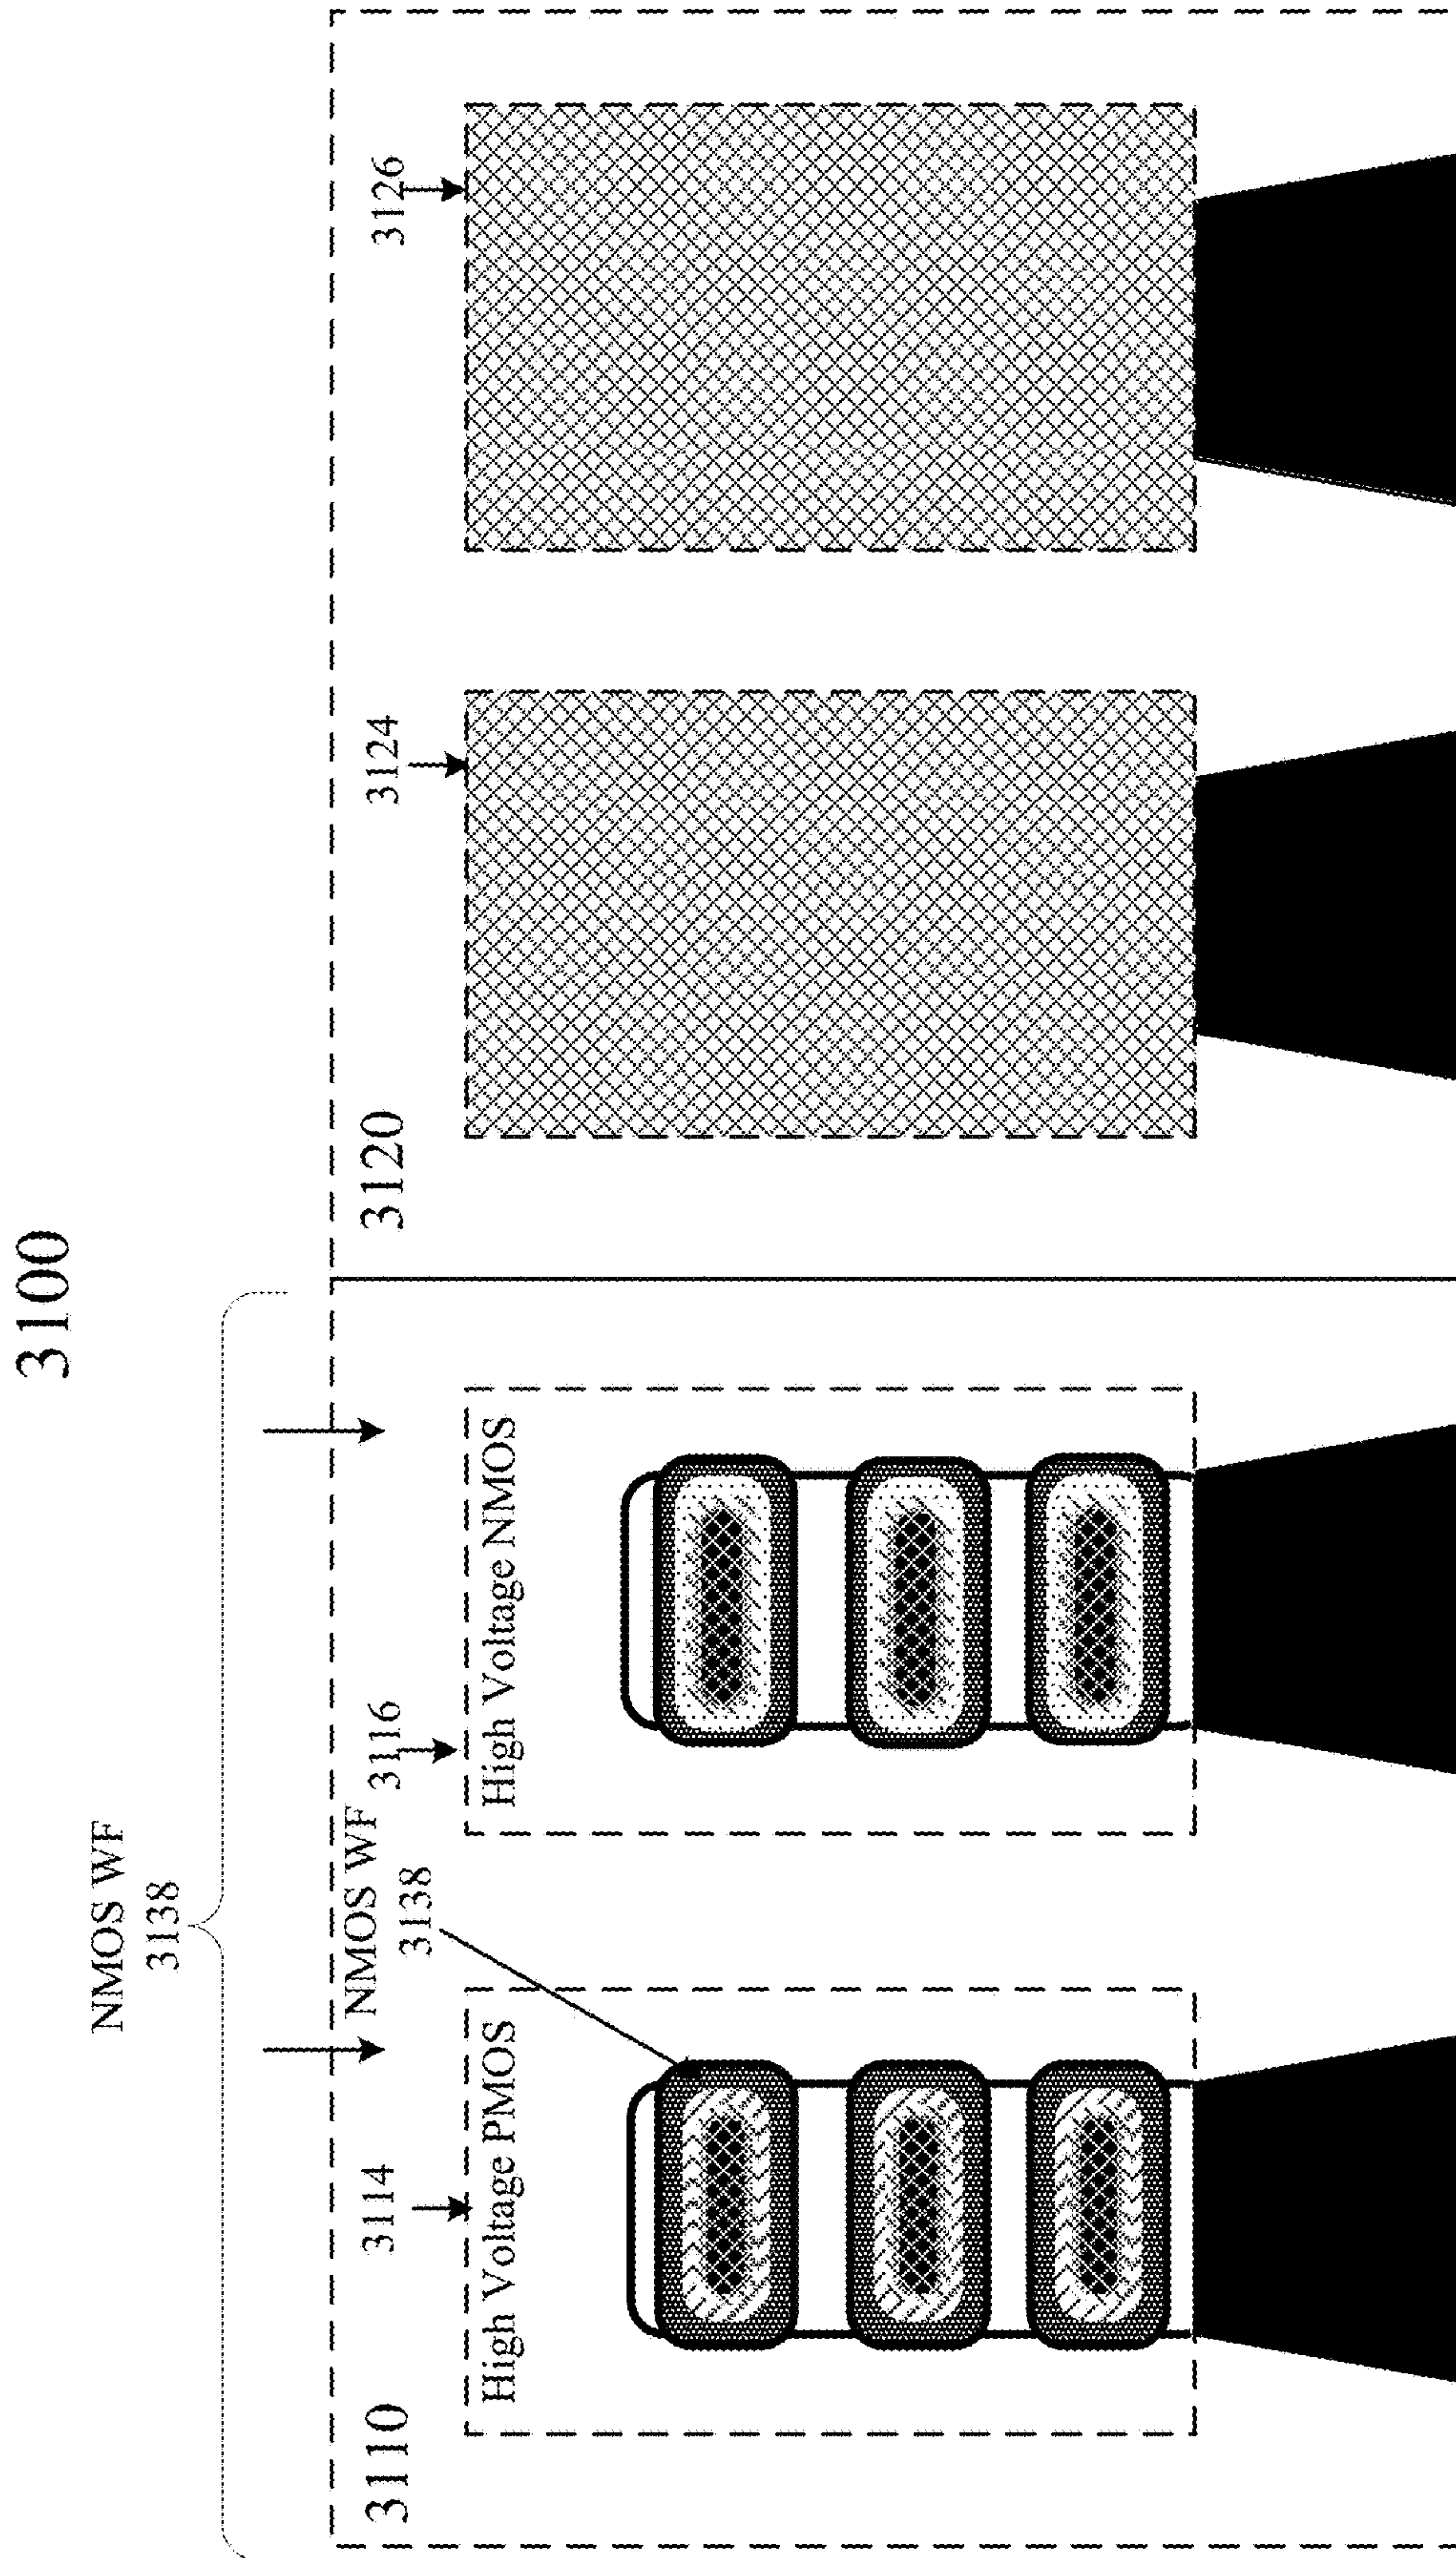 3100
NMOS WF
3138
3110
3114
NMOS WF
3138
3116
3120
3124
3126
High Voltage PMOS
High Voltage NMOS